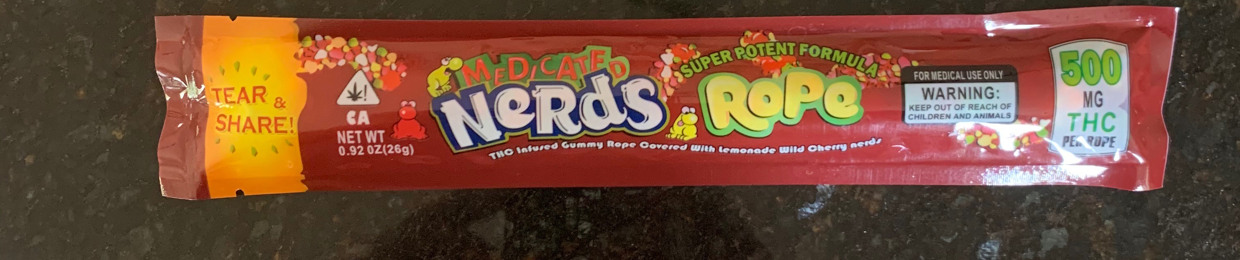 TEAR &
SHARE!
!
CA
NET WT
0.92 OZ(26g)
MEDICATED
NeRdS
SUPER POTENT FORMULA
RoPe
THC Infused Gummy Rope Covered With Lemonade Wild Cherry nerds
FOR MEDICAL USE ONLY
WARNING:
KEEP OUT OF REACH OF
CHILDREN AND ANIMALS
500
MG
THC
PER ROPE